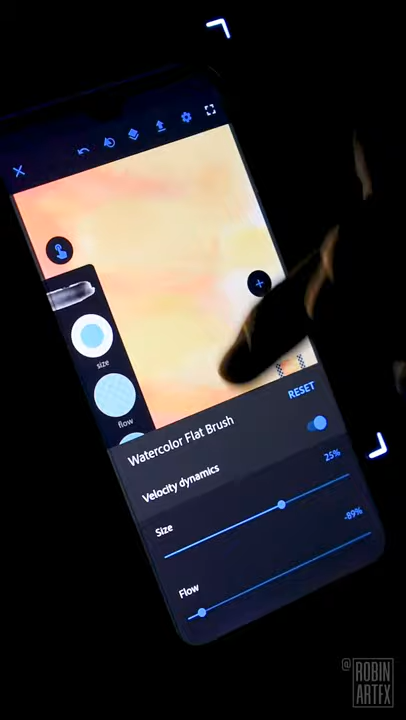 size
flow
RESET
Watercolor Flat Brush
Velocity dynamics
25%
Size
-89%
Flow
@ROBIN
ARTFX